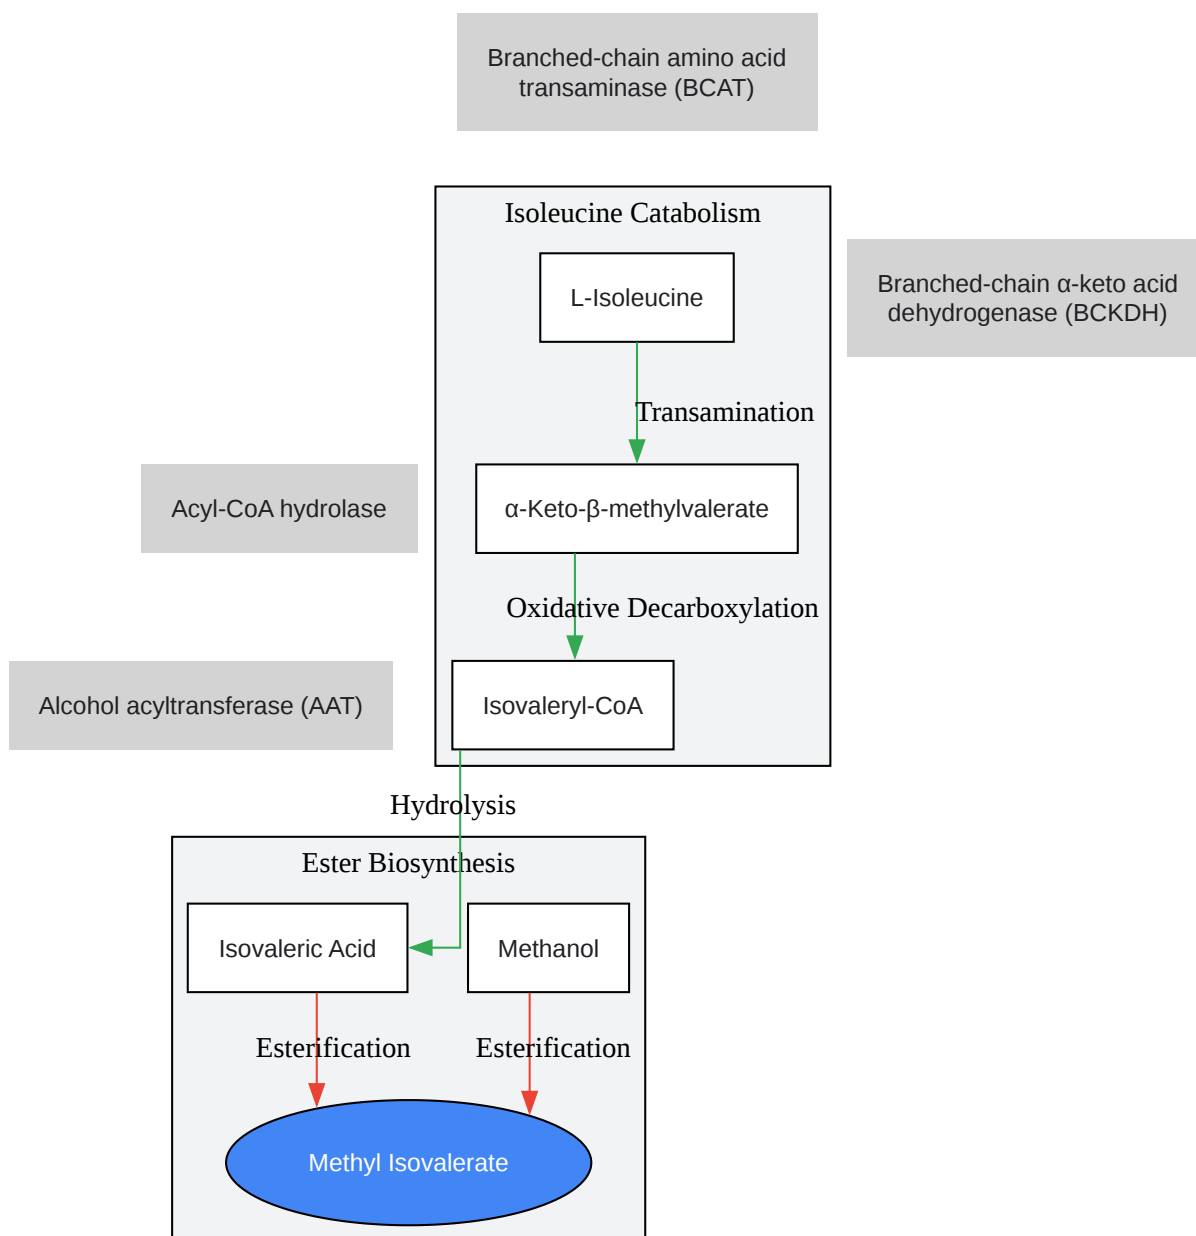 Branched-chain amino acid
transaminase (BCAT)
Isoleucine Catabolism
L-Isoleucine
Branched-chain α-keto acid
dehydrogenase (BCKDH)
Transamination
Acyl-CoA hydrolase
α-Keto-β-methylvalerate
Oxidative Decarboxylation
Alcohol acyltransferase (AAT)
Isovaleryl-CoA
Hydrolysis
Ester Biosynthesis
Isovaleric Acid
Methanol
Esterification
Esterification
Methyl Isovalerate